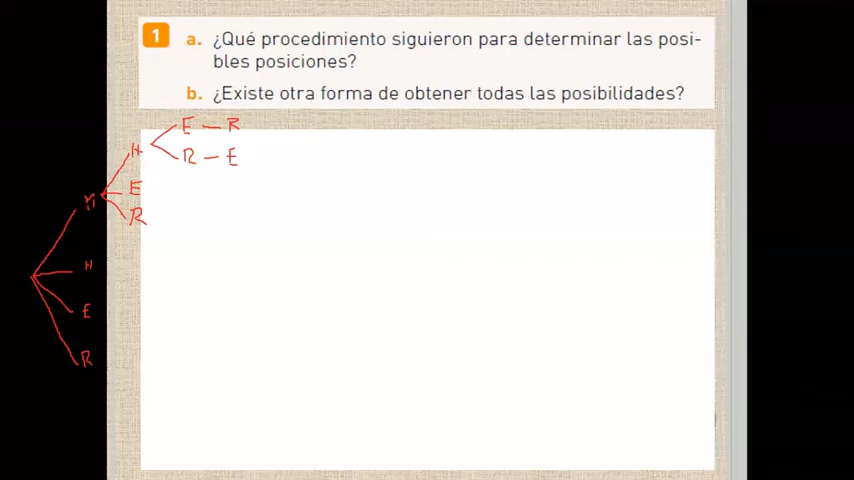 1 a. ¿Qué procedimiento siguieron para determinar las posi-
bles posiciones?
b. ¿Existe otra forma de obtener todas las posibilidades?
E — R
H
R — E
E
R
H
E
R